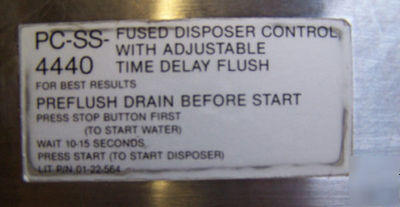 PC-SS- FUSED DISPOSER CONTROL
4440 WITH ADJUSTABLE
TIME DELAY FLUSH
FOR BEST RESULTS
PREFLUSH DRAIN BEFORE START
PRESS STOP BUTTON FIRST
(TO START WATER)
WAIT 10-15 SECONDS,
PRESS START (TO START DISPOSER)
LIT P/N 01-22-564